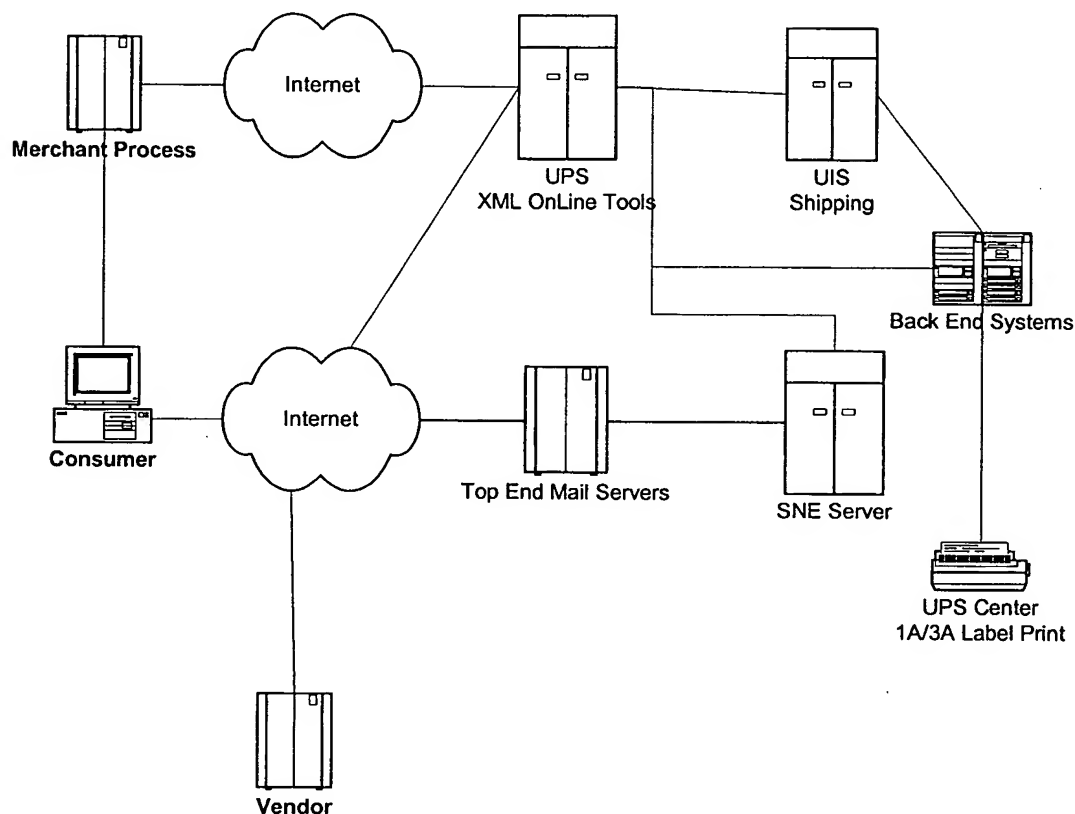 Internet
Merchant Process
UPS
XML OnLine Tools
UIS
Shipping
Back End Systems
Internet
Consumer
Top End Mail Servers
SNE Server
UPS Center
1A/3A Label Print
Vendor